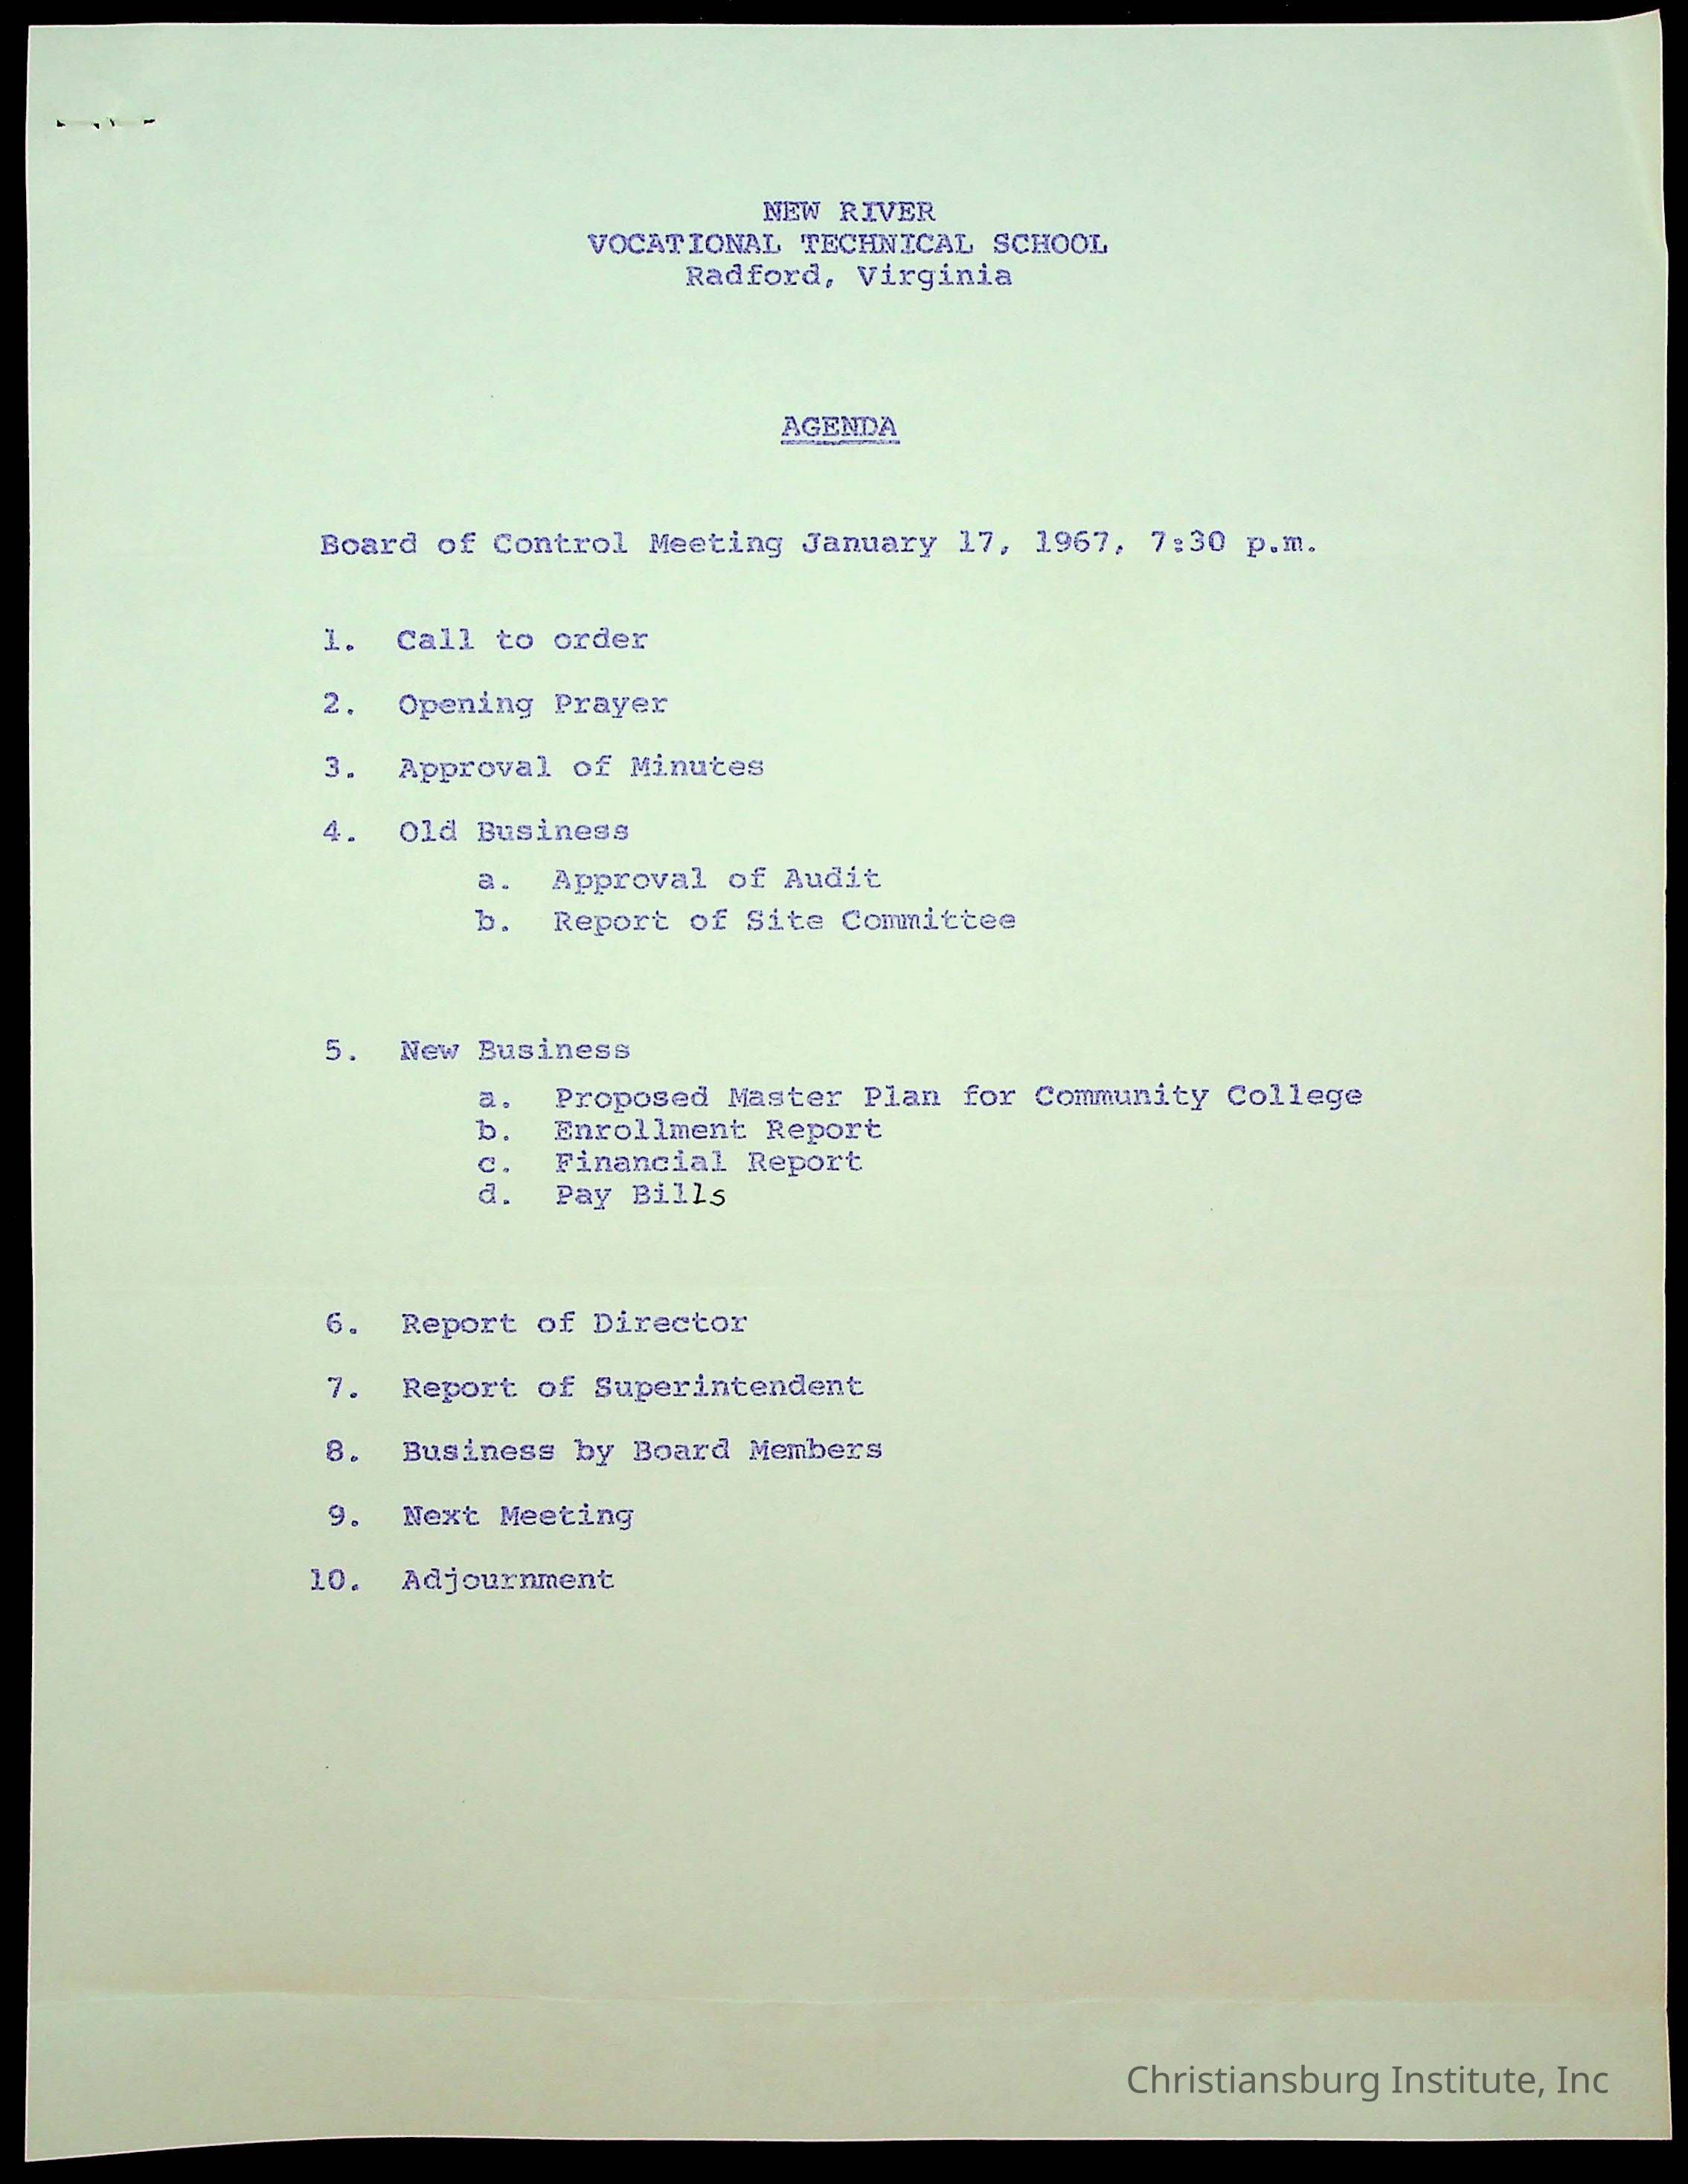 NEW RIVER
VOCATIONAL TECHNICAL SCHOOL
Radford, Virginia
AGENDA
Board of Control Meeting January 17, 1967, 7:30 p.m.
1. Call to order
2. Opening Prayer
3. Approval of Minutes
4. Old Business
a. Approval of Audit
b. Report of Site Committee
5. New Business
a. Proposed Master Plan for Community College
b. Enrollment Report
c. Financial Report
d. Pay Bills
6. Report of Director
7. Report of Superintendent
8. Business by Board Members
9. Next Meeting
10. Adjournment
Christiansburg Institute, Inc